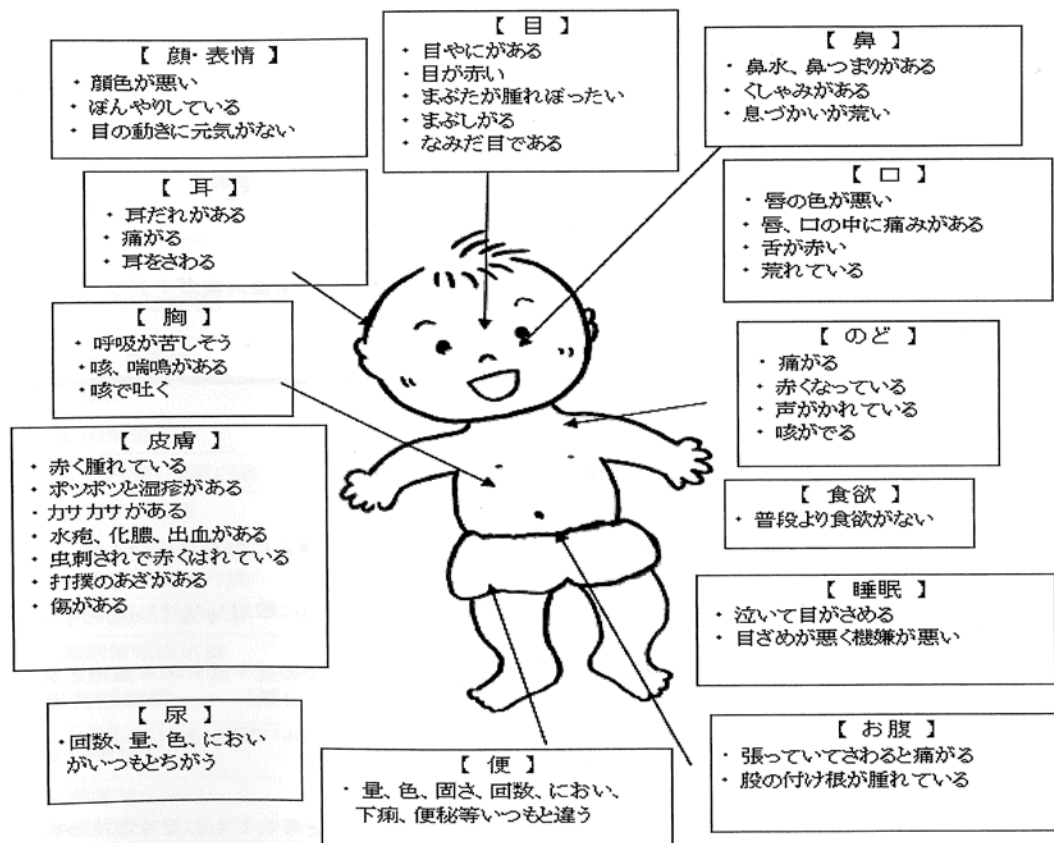 【 顔・表情 】
・ 顔色が悪い
・ ぼんやりしている
・ 目の動きに元気がない
【 目 】
・ 目やにがある
・ 目が赤い
・ まぶたが腫れぼったい
・ まぶしがる
・ なみだ目である
【 鼻 】
・ 鼻水、鼻つまりがある
・ くしゃみがある
・ 息づかいが荒い
【 耳 】
・ 耳だれがある
・ 痛がる
・ 耳をさわる
【 口 】
・ 唇の色が悪い
・ 唇、口の中に痛みがある
・ 舌が赤い
・ 荒れている
【 胸 】
・ 呼吸が苦しそう
・咳、喘鳴がある
・咳で吐く
【 のど 】
・ 痛がる
・ 赤くなっている
・ 声がかれている
・ 咳がでる
【 皮膚 】
・ 赤く腫れている
・ ポツポツと湿疹がある
・ カサカサがある
・ 水疱、化膿、出血がある
・ 虫刺されで赤くはれている
・ 打撲のあざがある
・ 傷がある
【 食欲 】
・ 普段より食欲がない
【 睡眠 】
・ 泣いて目がさめる
・ 目ざめが悪く機嫌が悪い
【 尿 】
・回数、量、色、におい
がいつもとちがう
【 便 】
・ 量、色、固さ、回数、におい、
下痢、便秘等いつもと違う
【 お腹 】
・ 張っていてさわると痛がる
・ 股の付け根が腫れている